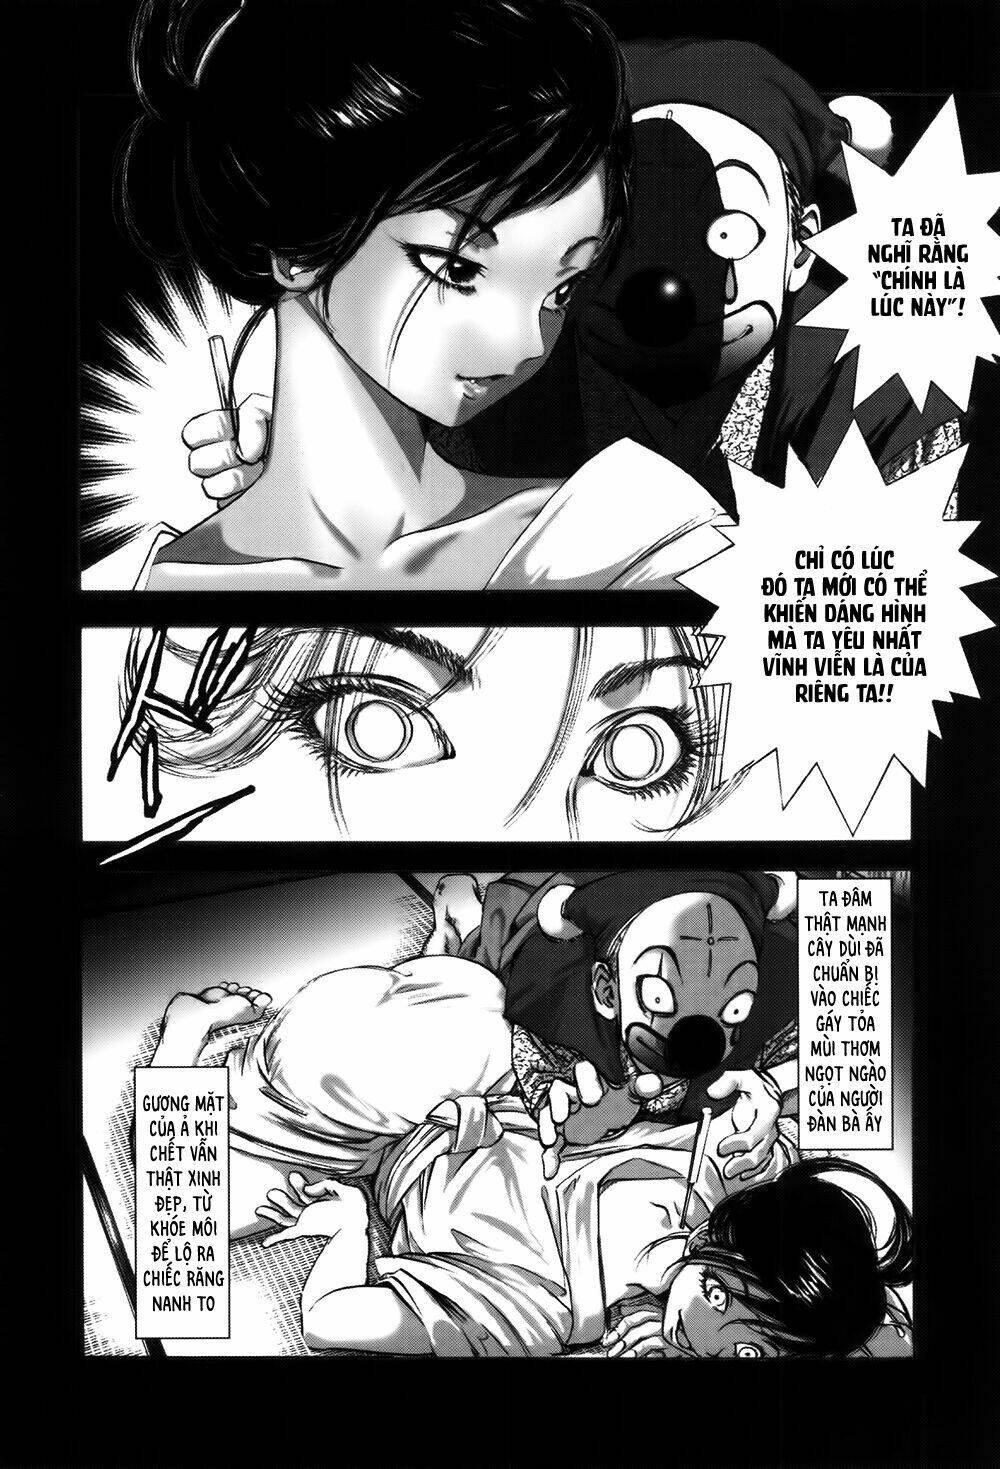 TA ĐÃ
NGHĨ RẰNG
"CHÍNH LÀ
LÚC NÀY"!
CHỈ CÓ LÚC
ĐÓ TA MỚI CÓ THỂ
KHIẾN DÁNG HÌNH
MÀ TA YÊU NHẤT
VĨNH VIỄN LÀ CỦA
RIÊNG TA!!
TA ĐÂM
THẬT MẠNH
CÂY DÙI ĐÃ
CHUẨN BỊ
VÀO CHIẾC
GÁY TỎA
MÙI THƠM
NGỌT NGÀO
CỦA NGƯỜI
ĐÀN BÀ ẤY
GƯƠNG MẶT
CỦA Ả KHI
CHẾT VẪN
THẬT XINH
ĐẸP, TỪ
KHÓE MÔI
ĐỂ LỘ RA
CHIẾC RĂNG
NANH TO